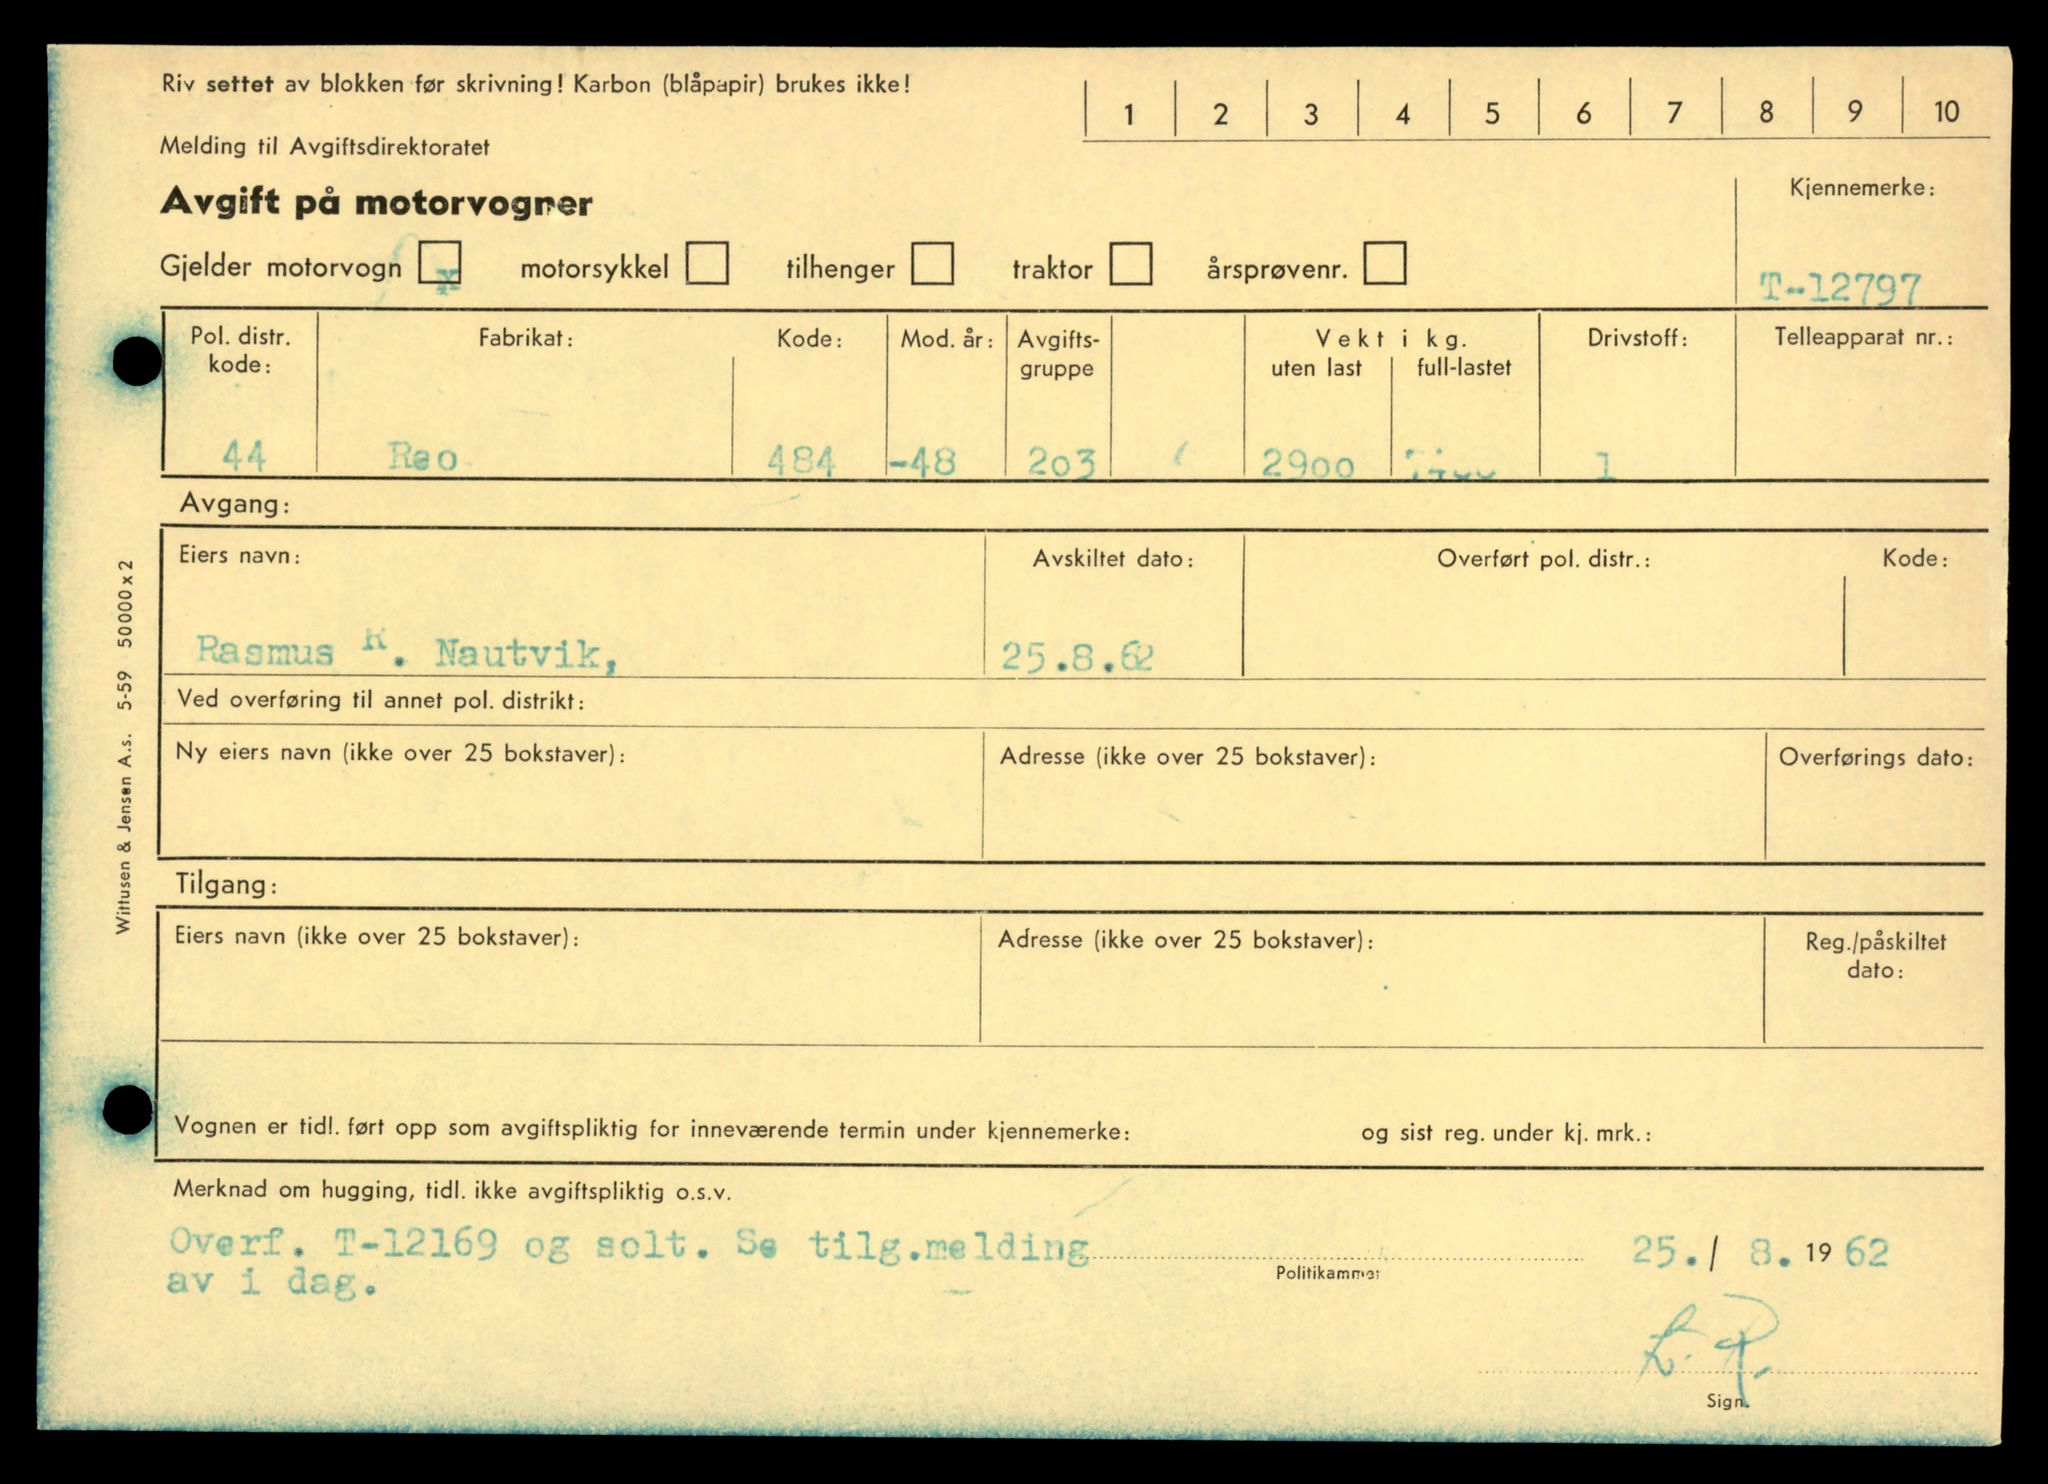 Riv settet av blokken før skrivning! Karbon (blåpapir) brukes ikke!
1 2 3 4 5 6 7 8 9 10
Melding til Avgiftsdirektoratet
Avgift på motorvogner
Kjennemerke:
Gjelder motorvogn x motorsykkel tilhenger traktor årsprøvenr.
T-12797
Pol. distr. kode: Fabrikat: Kode: Mod. år: Avgifts-gruppe Vekt i kg. uten last full-lastet Drivstoff: Telleapparat nr.:
44 Reo 484 -48 203 2900 1
Avgang:
Eiers navn: Avskiltet dato: Overført pol. distr.: Kode:
Rasmus R. Nautvik, 25.8.62
Ved overføring til annet pol. distrikt:
Ny eiers navn (ikke over 25 bokstaver): Adresse (ikke over 25 bokstaver): Overførings dato:
Tilgang:
Eiers navn (ikke over 25 bokstaver): Adresse (ikke over 25 bokstaver): Reg./påskiltet dato:
Vognen er tidl. ført opp som avgiftspliktig for inneværende termin under kjennemerke: og sist reg. under kj. mrk.:
Merknad om hugging, tidl. ikke avgiftspliktig o.s.v.
Overf. T-12169 og solt. Se tilg.melding 25./ 8. 1962
av i dag.
Politikammer
L. R.
Sign.
Wittusen & Jensen A.s. 5-59 50000x2